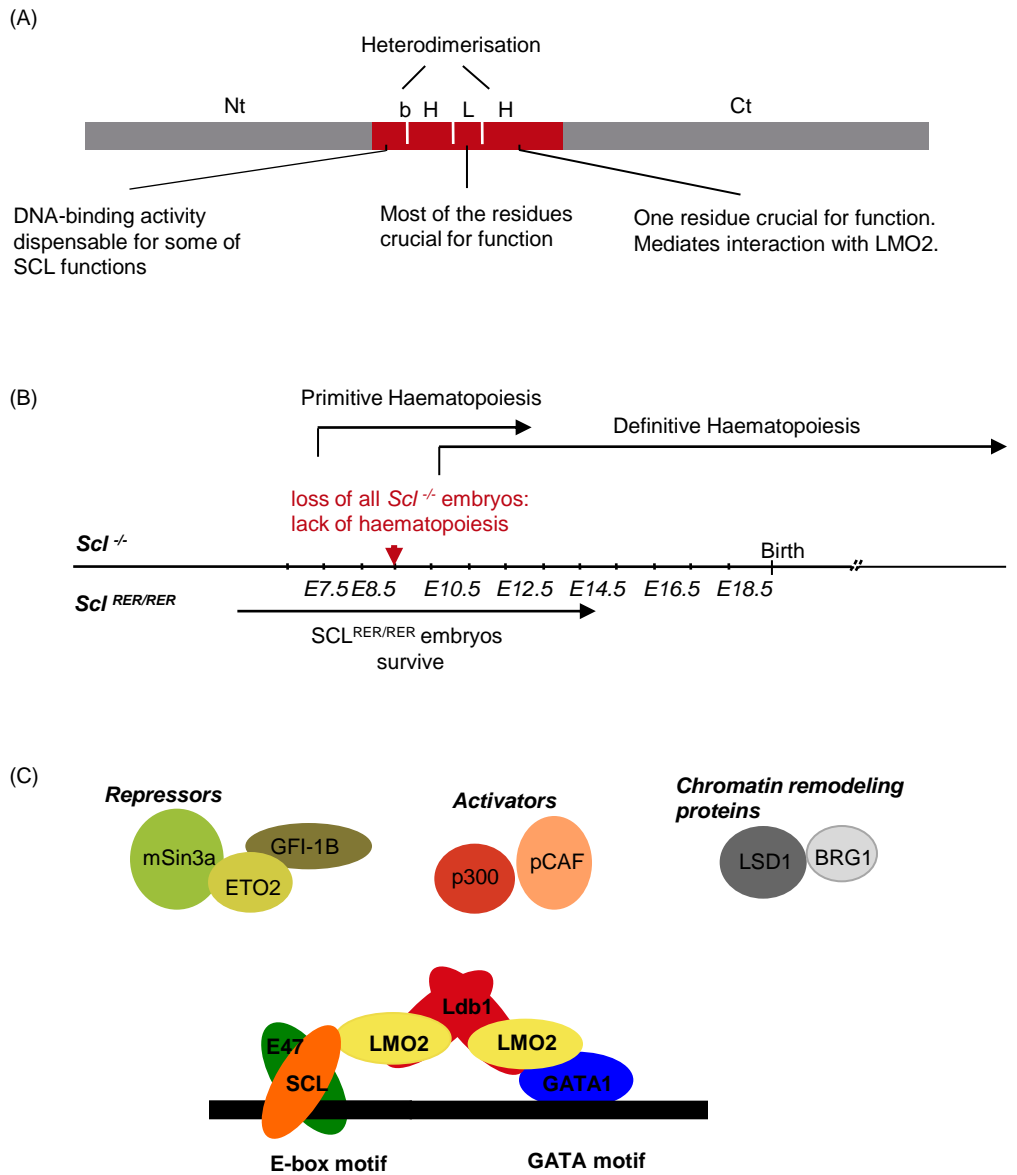 (A)
Heterodimerisation
Nt b H L H Ct
DNA-binding activity
dispensable for some of
SCL functions
Most of the residues
crucial for function
One residue crucial for function.
Mediates interaction with LMO2.
(B)
Primitive Haematopoiesis
Definitive Haematopoiesis
loss of all Scl -/- embryos:
lack of haematopoiesis
Scl -/-
Birth
E7.5 E8.5 E10.5 E12.5 E14.5 E16.5 E18.5
Scl RER/RER
SCL RER/RER embryos
survive
(C)
Repressors
mSin3a
GFI-1B
ETO2
Activators
p300
pCAF
Chromatin remodeling
proteins
LSD1
BRG1
Ldb1
E47
LMO2
LMO2
SCL
GATA1
E-box motif
GATA motif